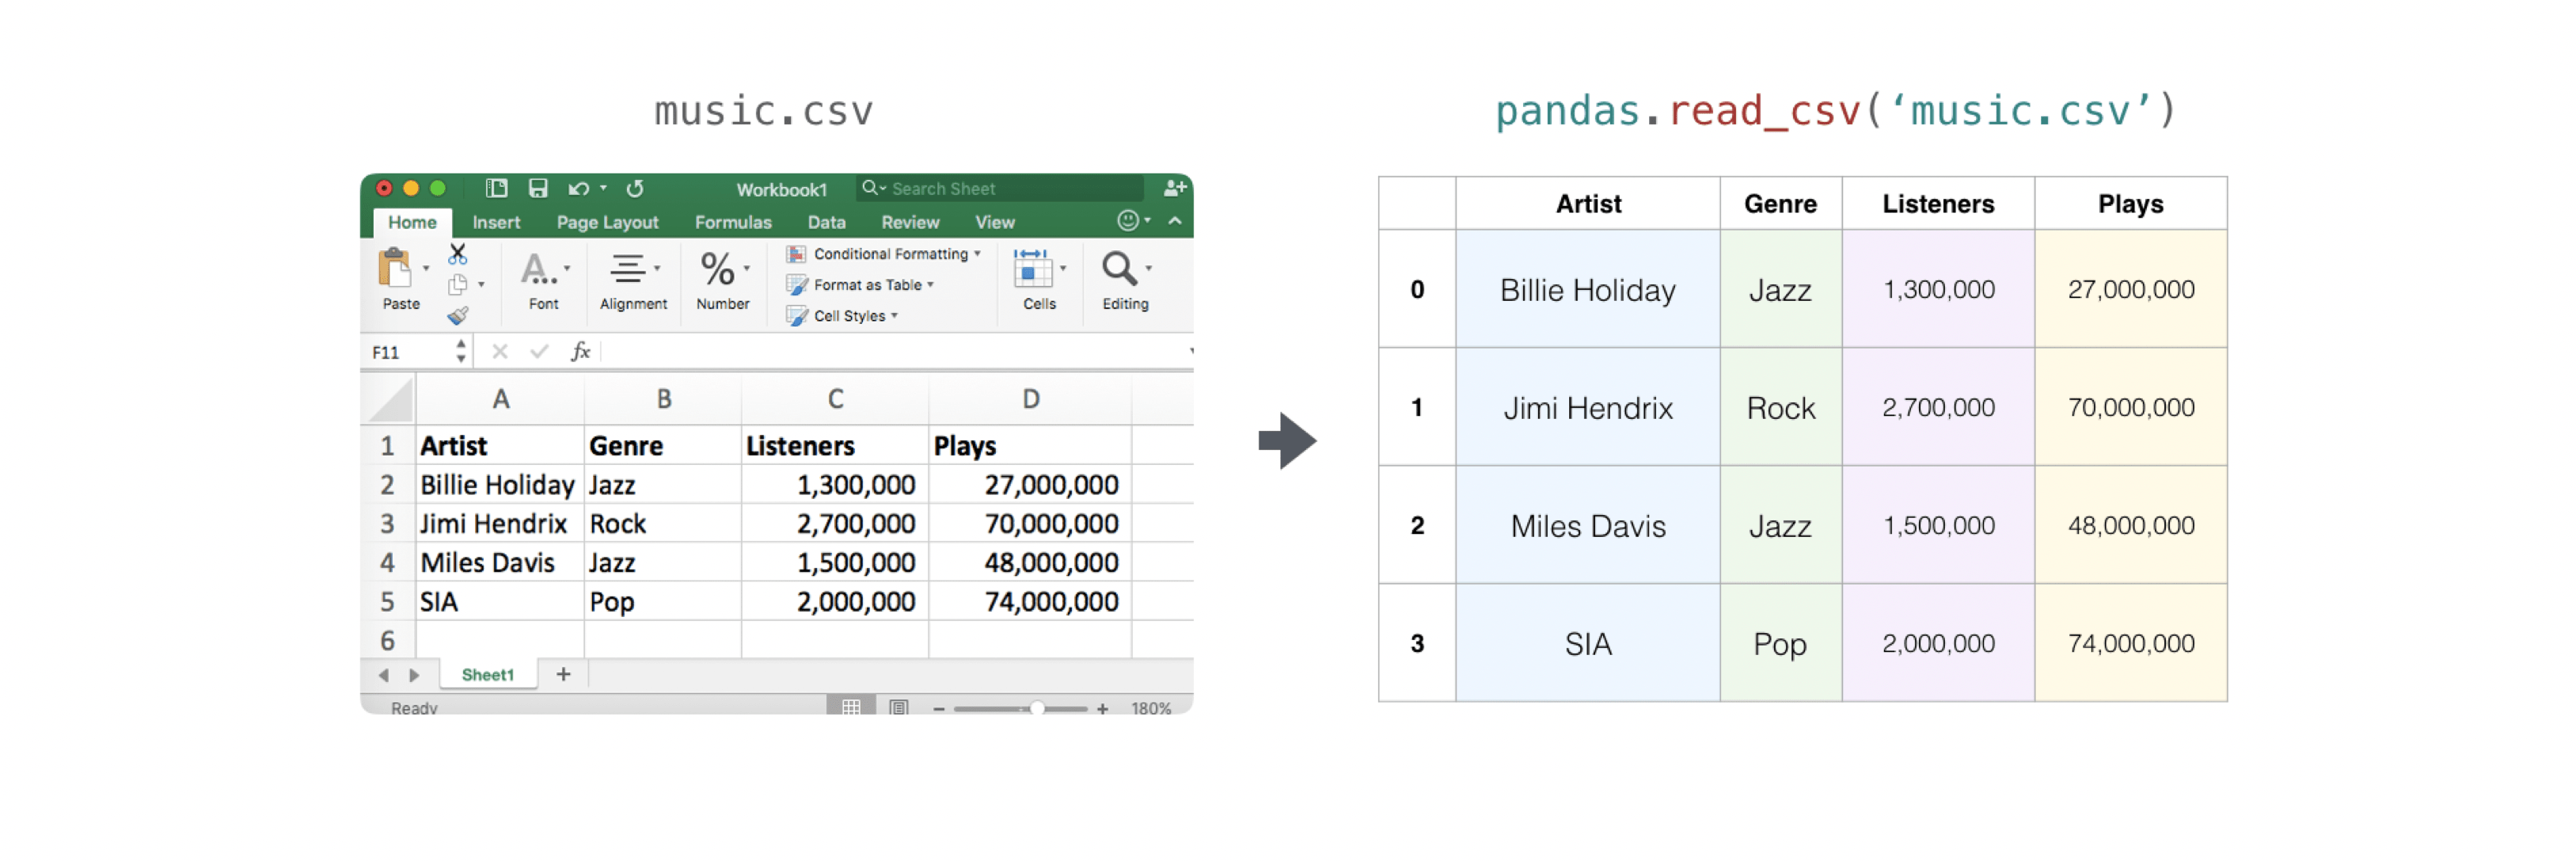 music.csv
Workbook1
Search Sheet
Home Insert Page Layout Formulas Data Review View
Paste
A...
Font
Alignment
%
Number
Conditional Formatting
Format as Table
Cell Styles
Cells
Editing
F11
fx
A B C D
1 Artist Genre Listeners Plays
2 Billie Holiday Jazz 1,300,000 27,000,000
3 Jimi Hendrix Rock 2,700,000 70,000,000
4 Miles Davis Jazz 1,500,000 48,000,000
5 SIA Pop 2,000,000 74,000,000
6
Sheet1 +
Ready
− + 180%
pandas.read_csv(‘music.csv’)
Artist Genre Listeners Plays
0 Billie Holiday Jazz 1,300,000 27,000,000
1 Jimi Hendrix Rock 2,700,000 70,000,000
2 Miles Davis Jazz 1,500,000 48,000,000
3 SIA Pop 2,000,000 74,000,000